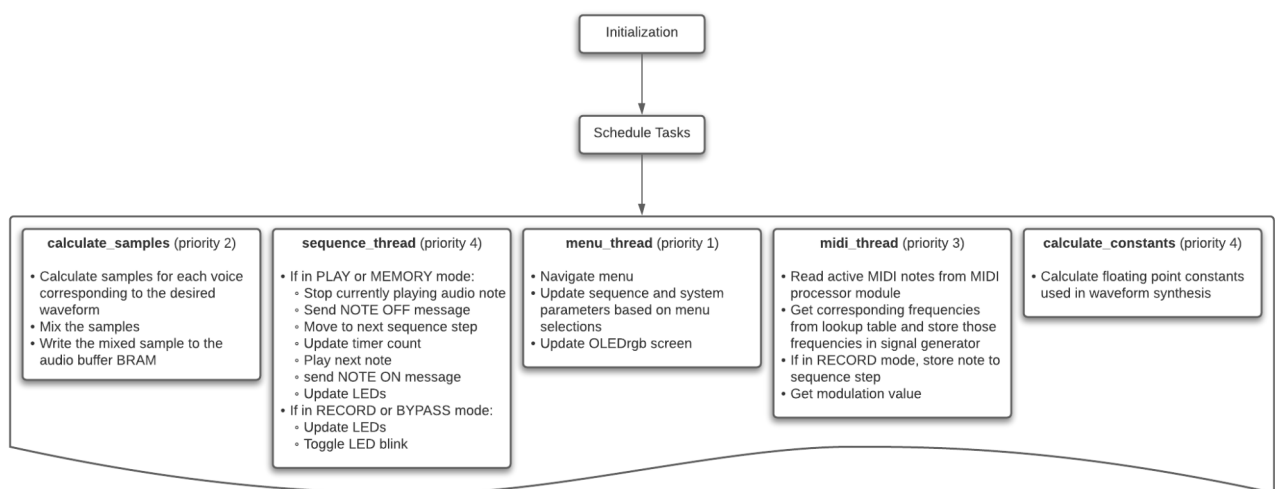 Initialization
Schedule Tasks
calculate_samples (priority 2)
• Calculate samples for each voice
corresponding to the desired
waveform
• Mix the samples
• Write the mixed sample to the
audio buffer BRAM
sequence_thread (priority 4)
• If in PLAY or MEMORY mode:
◦ Stop currently playing audio note
◦ Send NOTE OFF message
◦ Move to next sequence step
◦ Update timer count
◦ Play next note
◦ send NOTE ON message
◦ Update LEDs
• If in RECORD or BYPASS mode:
◦ Update LEDs
◦ Toggle LED blink
menu_thread (priority 1)
• Navigate menu
• Update sequence and system
parameters based on menu
selections
• Update OLEDrgb screen
midi_thread (priority 3)
• Read active MIDI notes from MIDI
processor module
• Get corresponding frequencies
from lookup table and store those
frequencies in signal generator
• If in RECORD mode, store note to
sequence step
• Get modulation value
calculate_constants (priority 4)
• Calculate floating point constants
used in waveform synthesis